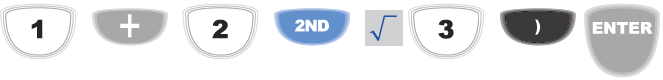 1 + 2 2ND √ 3 ) ENTER